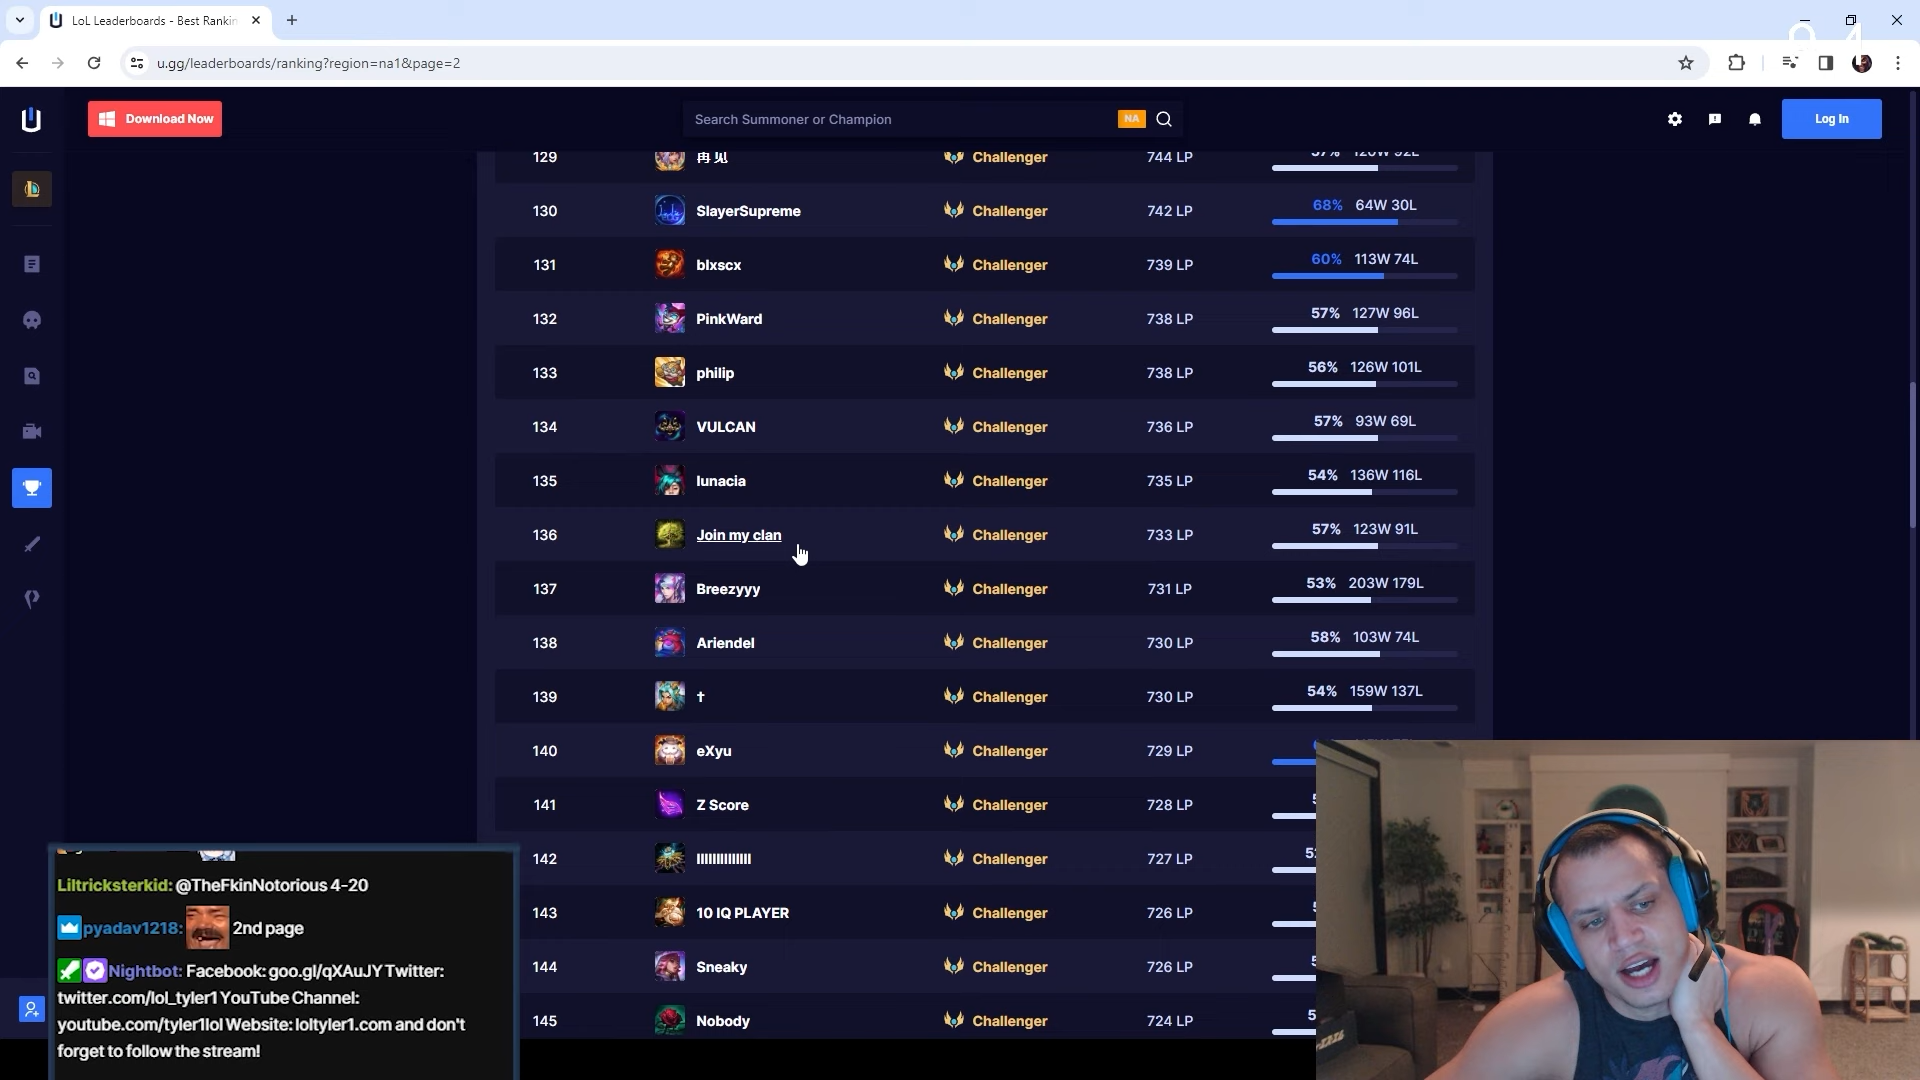 LoL Leaderboards - Best Rankin
u.gg/leaderboards/ranking?region=na1&page=2
Download Now
Search Summoner or Champion
NA
Log In
129 再见 Challenger 744 LP
130 SlayerSupreme Challenger 742 LP 68% 64W 30L
131 blxscx Challenger 739 LP 60% 113W 74L
132 PinkWard Challenger 738 LP 57% 127W 96L
133 philip Challenger 738 LP 56% 126W 101L
134 VULCAN Challenger 736 LP 57% 93W 69L
135 lunacia Challenger 735 LP 54% 136W 116L
136 Join my clan Challenger 733 LP 57% 123W 91L
137 Breezyyy Challenger 731 LP 53% 203W 179L
138 Ariendel Challenger 730 LP 58% 103W 74L
139 † Challenger 730 LP 54% 159W 137L
140 eXyu Challenger 729 LP
141 Z Score Challenger 728 LP
142 Challenger 727 LP
143 10 IQ PLAYER Challenger 726 LP
144 Sneaky Challenger 726 LP
145 Nobody Challenger 724 LP
Liltricksterkid: @TheFkinNotorious 4-20
pyadav1218: 2nd page
Nightbot: Facebook: goo.gl/qXAuJY Twitter:
twitter.com/lol_tyler1 YouTube Channel:
youtube.com/tyler1lol Website: loltyler1.com and don't
forget to follow the stream!